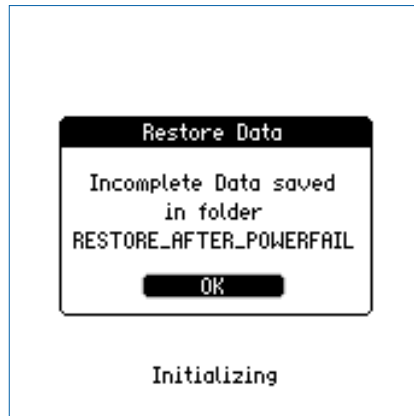 Restore Data
Incomplete Data saved
in folder
RESTORE_AFTER_POWERFAIL
OK
Initializing